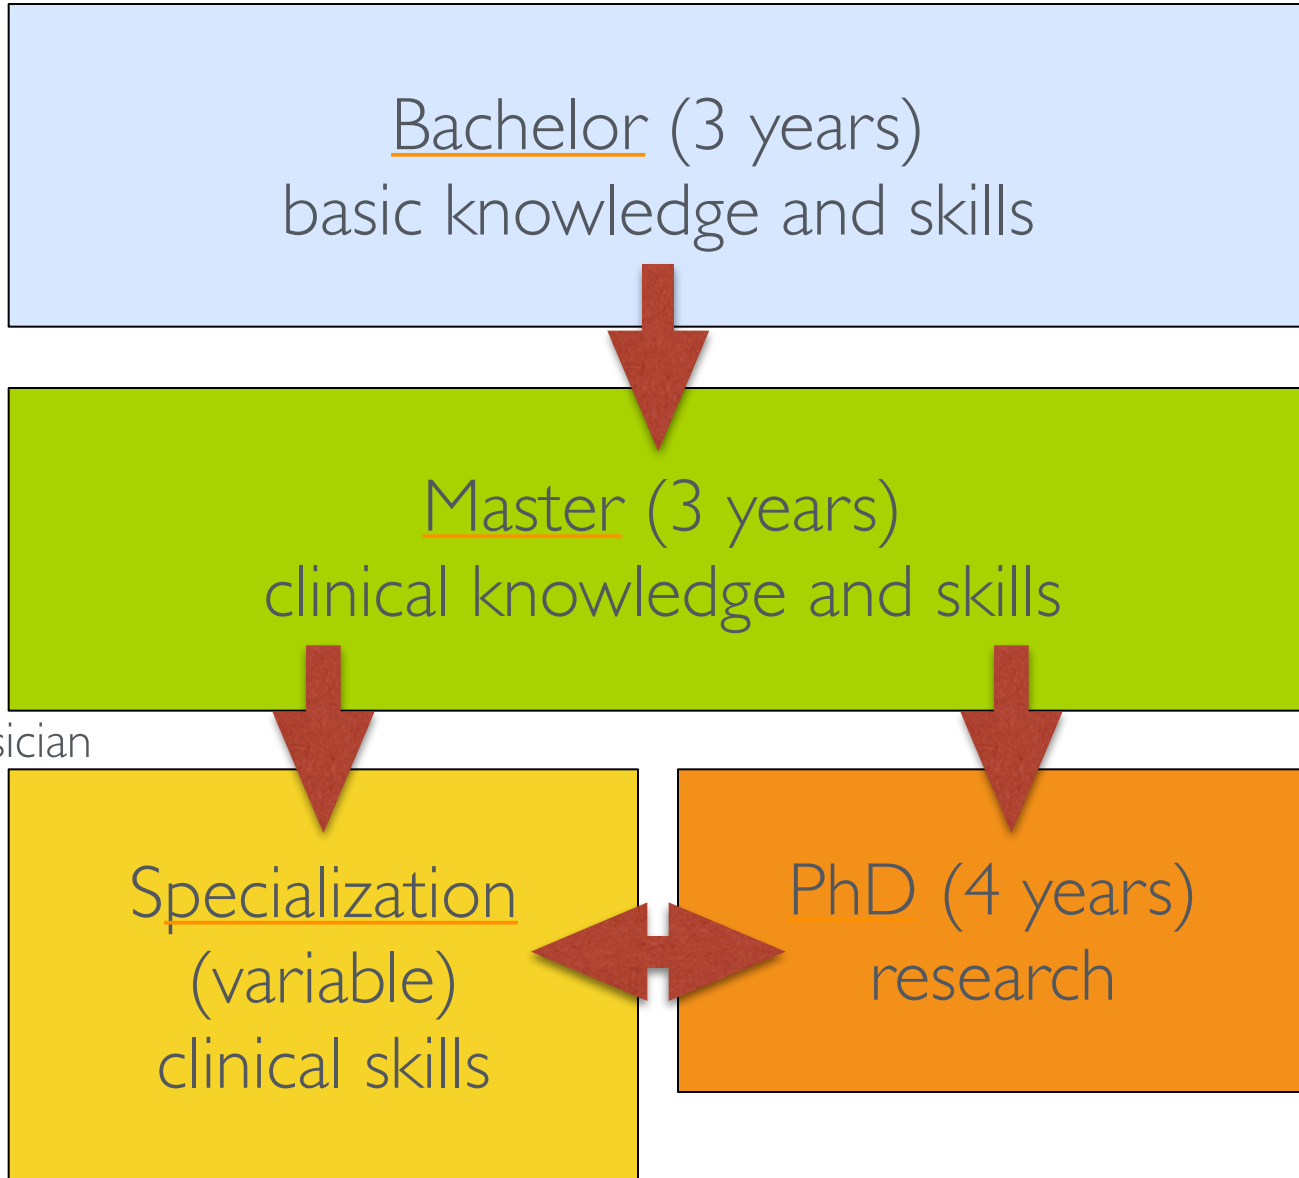 Bachelor (3 years)
basic knowledge and skills
Master (3 years)
clinical knowledge and skills
sician
Specialization
(variable)
clinical skills
PhD (4 years)
research